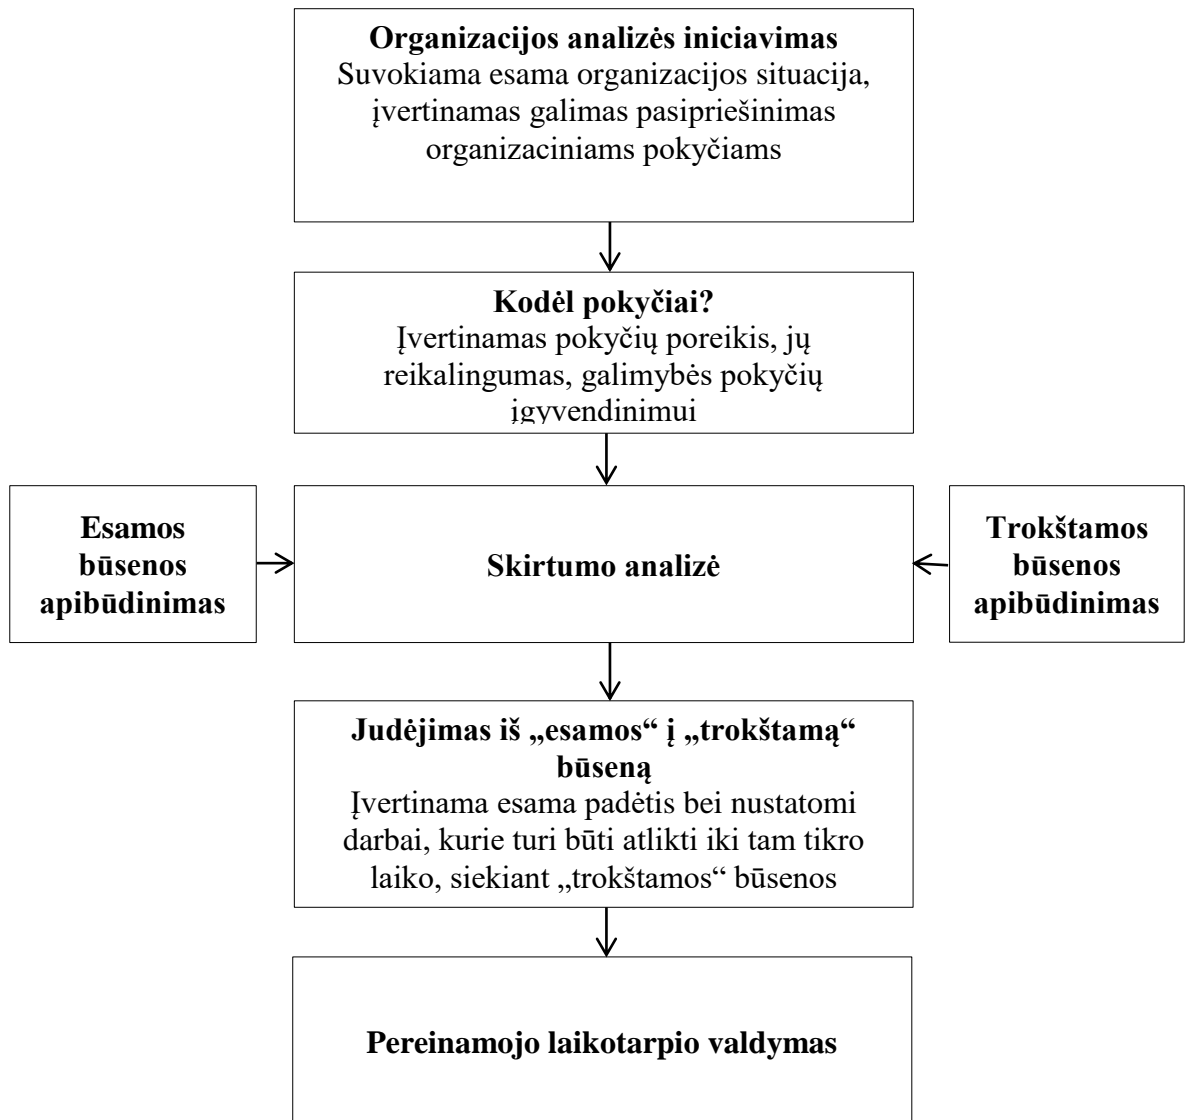 Organizacijos analizės iniciavimas
Suvokiama esama organizacijos situacija,
įvertinamas galimas pasipriešinimas
organizaciniams pokyčiams
Kodėl pokyčiai?
Įvertinamas pokyčių poreikis, jų
reikalingumas, galimybės pokyčių
įgyvendinimui
Esamos
būsenos
apibūdinimas
Skirtumo analizė
Trokštamos
būsenos
apibūdinimas
Judėjimas iš „esamos“ į „trokštamą“
būseną
Įvertinama esama padėtis bei nustatomi
darbai, kurie turi būti atlikti iki tam tikro
laiko, siekiant „trokštamos“ būsenos
Pereinamojo laikotarpio valdymas